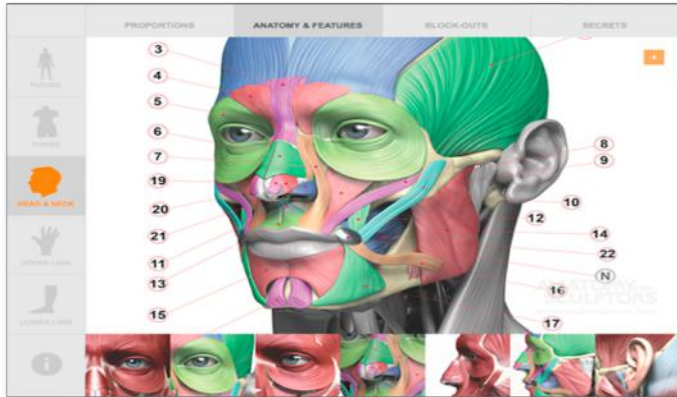 PROPORTIONS
ANATOMY & FEATURES
BLOCK-OUTS
SECRETS
FIGURE
TORSO
HEAD & NECK
UPPER LIMB
LOWER LIMB
3
4
5
6
7
19
20
21
11
13
15
8
9
10
12
14
22
N
16
17
ANATOMY FOR
SCULPTORS
+
i